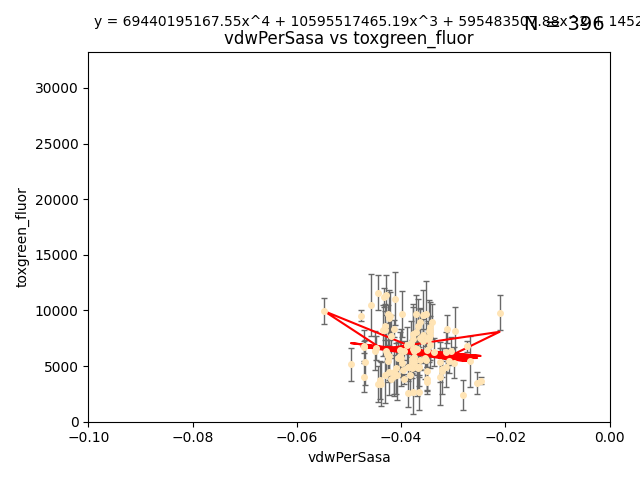 y = 69440195167.55x^4 + 10595517465.19x^3 +
N = 396
vdwPerSasa vs toxgreen_fluor
30000
25000
20000
15000
10000
5000
0
toxgreen_fluor
−0.10 −0.08 −0.06 −0.04 −0.02 0.00
vdwPerSasa